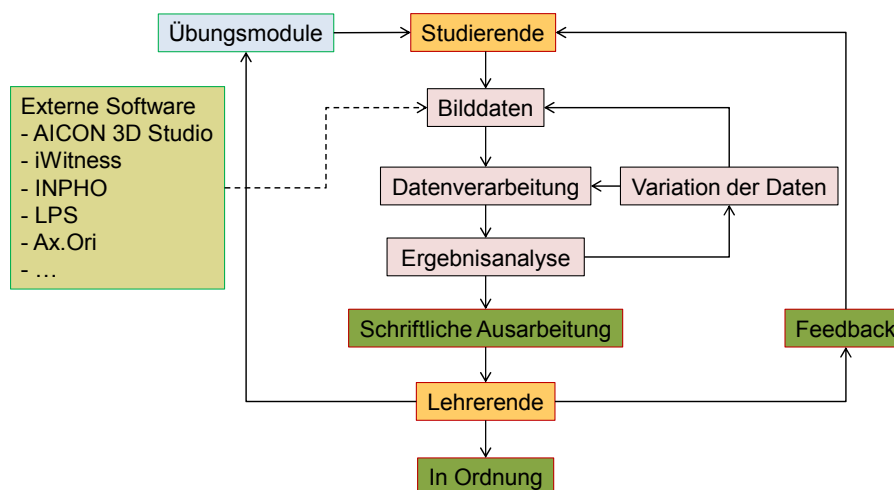 Übungsmodule
Studierende
Externe Software
- AICON 3D Studio
- iWitness
- INPHO
- LPS
- Ax.Ori
- …
Bilddaten
Datenverarbeitung
Variation der Daten
Ergebnisanalyse
Schriftliche Ausarbeitung
Feedback
Lehrerende
In Ordnung